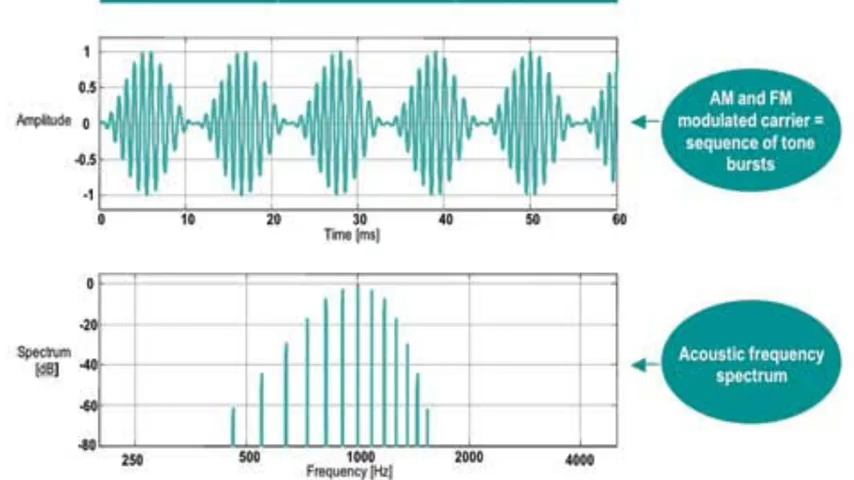 1
0.5
Amplitude
0
-0.5
-1
0 10 20 30 40 50 60
Time [ms]
AM and FM
modulated carrier =
sequence of tone
bursts
0
-20
Spectrum
[dB]
-40
-60
-80
250 500 1000 2000 4000
Frequency [Hz]
Acoustic frequency
spectrum